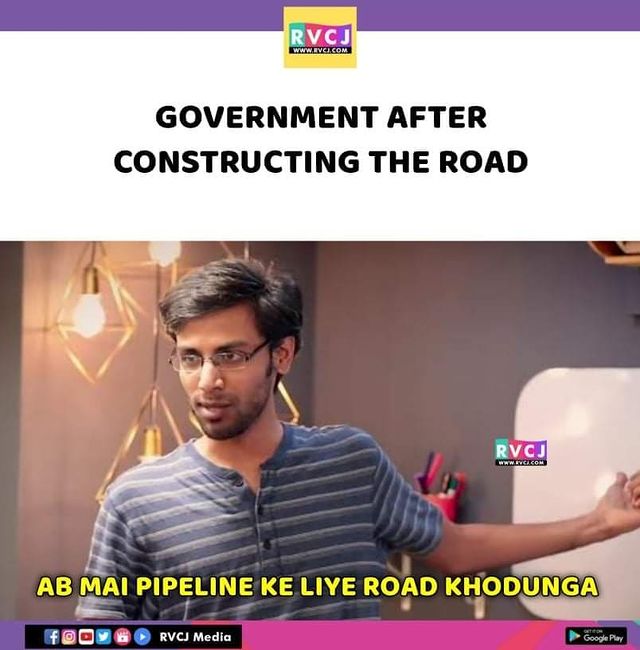 RVCJ
WWW.RVCJ.COM
GOVERNMENT AFTER
CONSTRUCTING THE ROAD
RVCJ
WWW.RVCJ.COM
AB MAI PIPELINE KE LIYE ROAD KHODUNGA
RVCJ Media
GET IT ON
Google Play